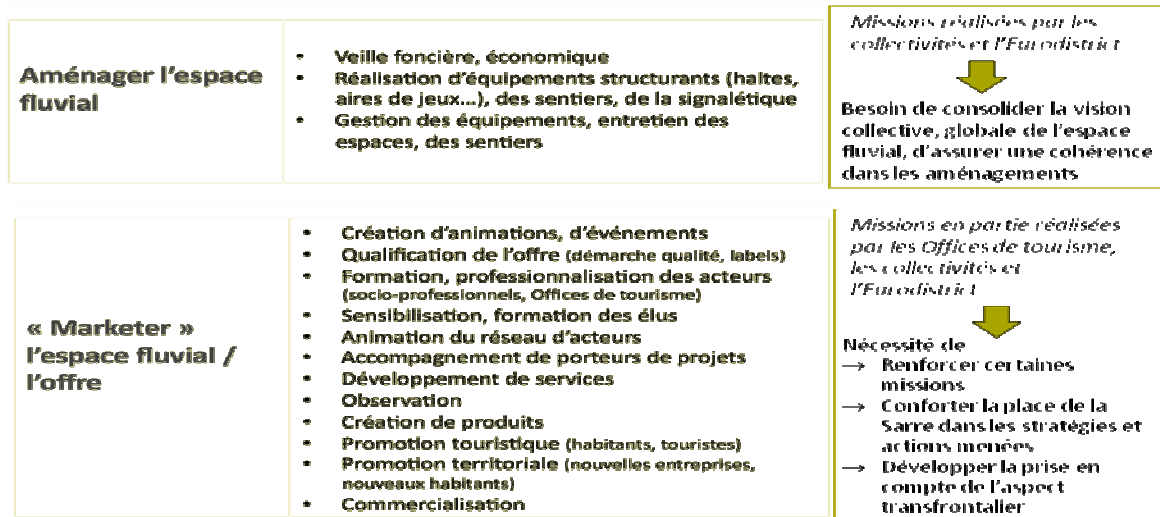 Aménager l'espace
fluvial
• Veille foncière, économique
• Réalisation d'équipements structurants (haltes,
aires de jeux...), des sentiers, de la signalétique
• Gestion des équipements, entretien des
espaces, des sentiers
Missions réalisées par les
collectivités et l'Eurodistrict
Besoin de consolider la vision
collective, globale de l'espace
fluvial, d'assurer une cohérence
dans les aménagements
« Marketer »
l'espace fluvial /
l'offre
• Création d'animations, d'événements
• Qualification de l'offre (démarche qualité, labels)
• Formation, professionnalisation des acteurs
(socio-professionnels, Offices de tourisme)
• Sensibilisation, formation des élus
• Animation du réseau d'acteurs
• Accompagnement de porteurs de projets
• Développement de services
• Observation
• Création de produits
• Promotion touristique (habitants, touristes)
• Promotion territoriale (nouvelles entreprises,
nouveaux habitants)
• Commercialisation
Missions en partie réalisées
par les Offices de tourisme,
les collectivités et
l'Eurodistrict
Nécessité de
→ Renforcer certaines
missions
→ Conforter la place de la
Sarre dans les stratégies et
actions menées
→ Développer la prise en
compte de l'aspect
transfrontalier